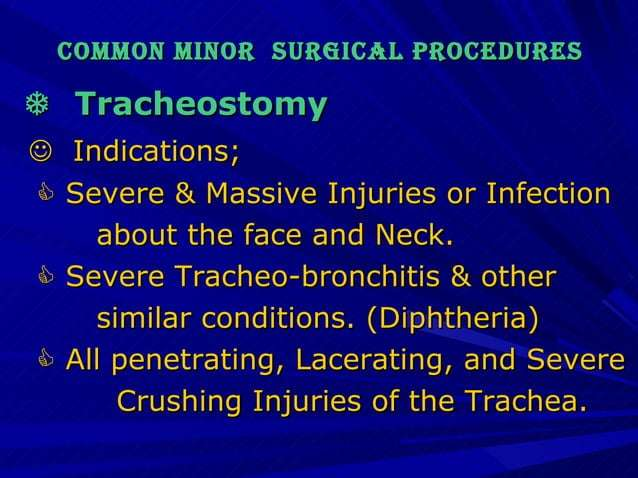 COMMON MINOR SURGICAL PROCEDURES
Tracheostomy
Indications;
Severe & Massive Injuries or Infection
about the face and Neck.
Severe Tracheo-bronchitis & other
similar conditions. (Diphtheria)
All penetrating, Lacerating, and Severe
Crushing Injuries of the Trachea.